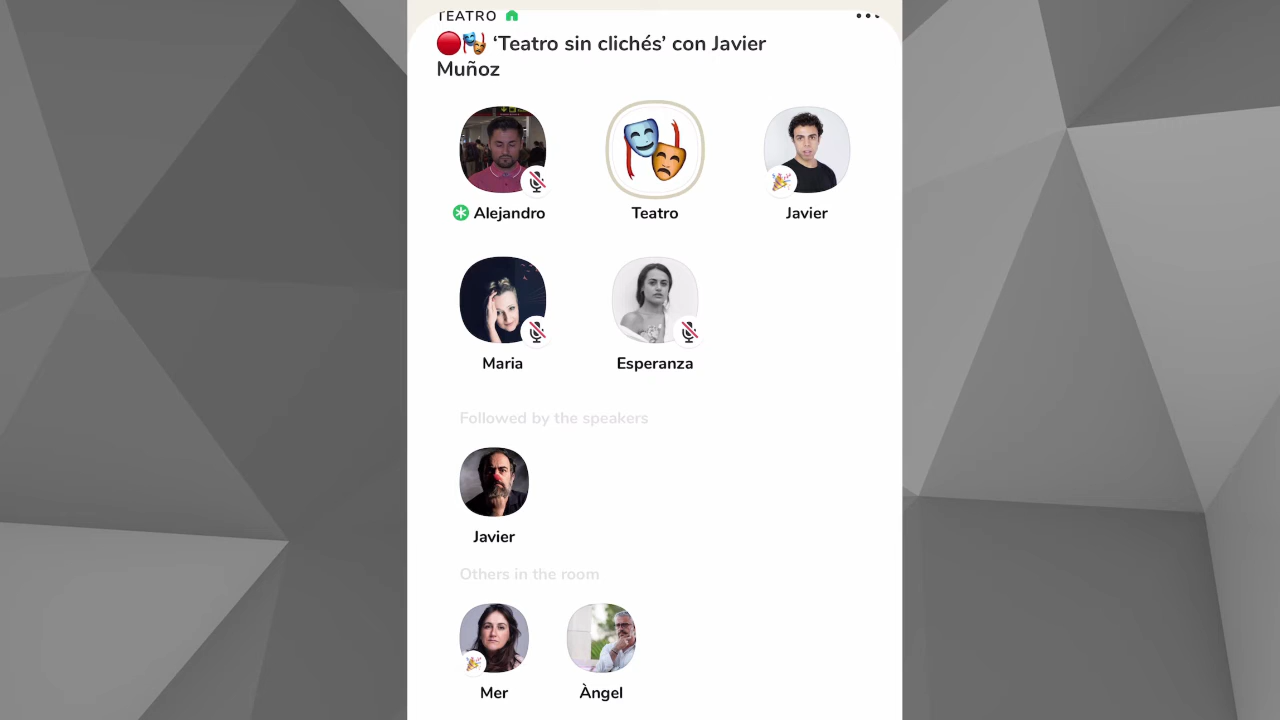 TEATRO
‘Teatro sin clichés’ con Javier
Muñoz
Alejandro
Teatro
Javier
Maria
Esperanza
Followed by the speakers
Javier
Others in the room
Mer
Àngel